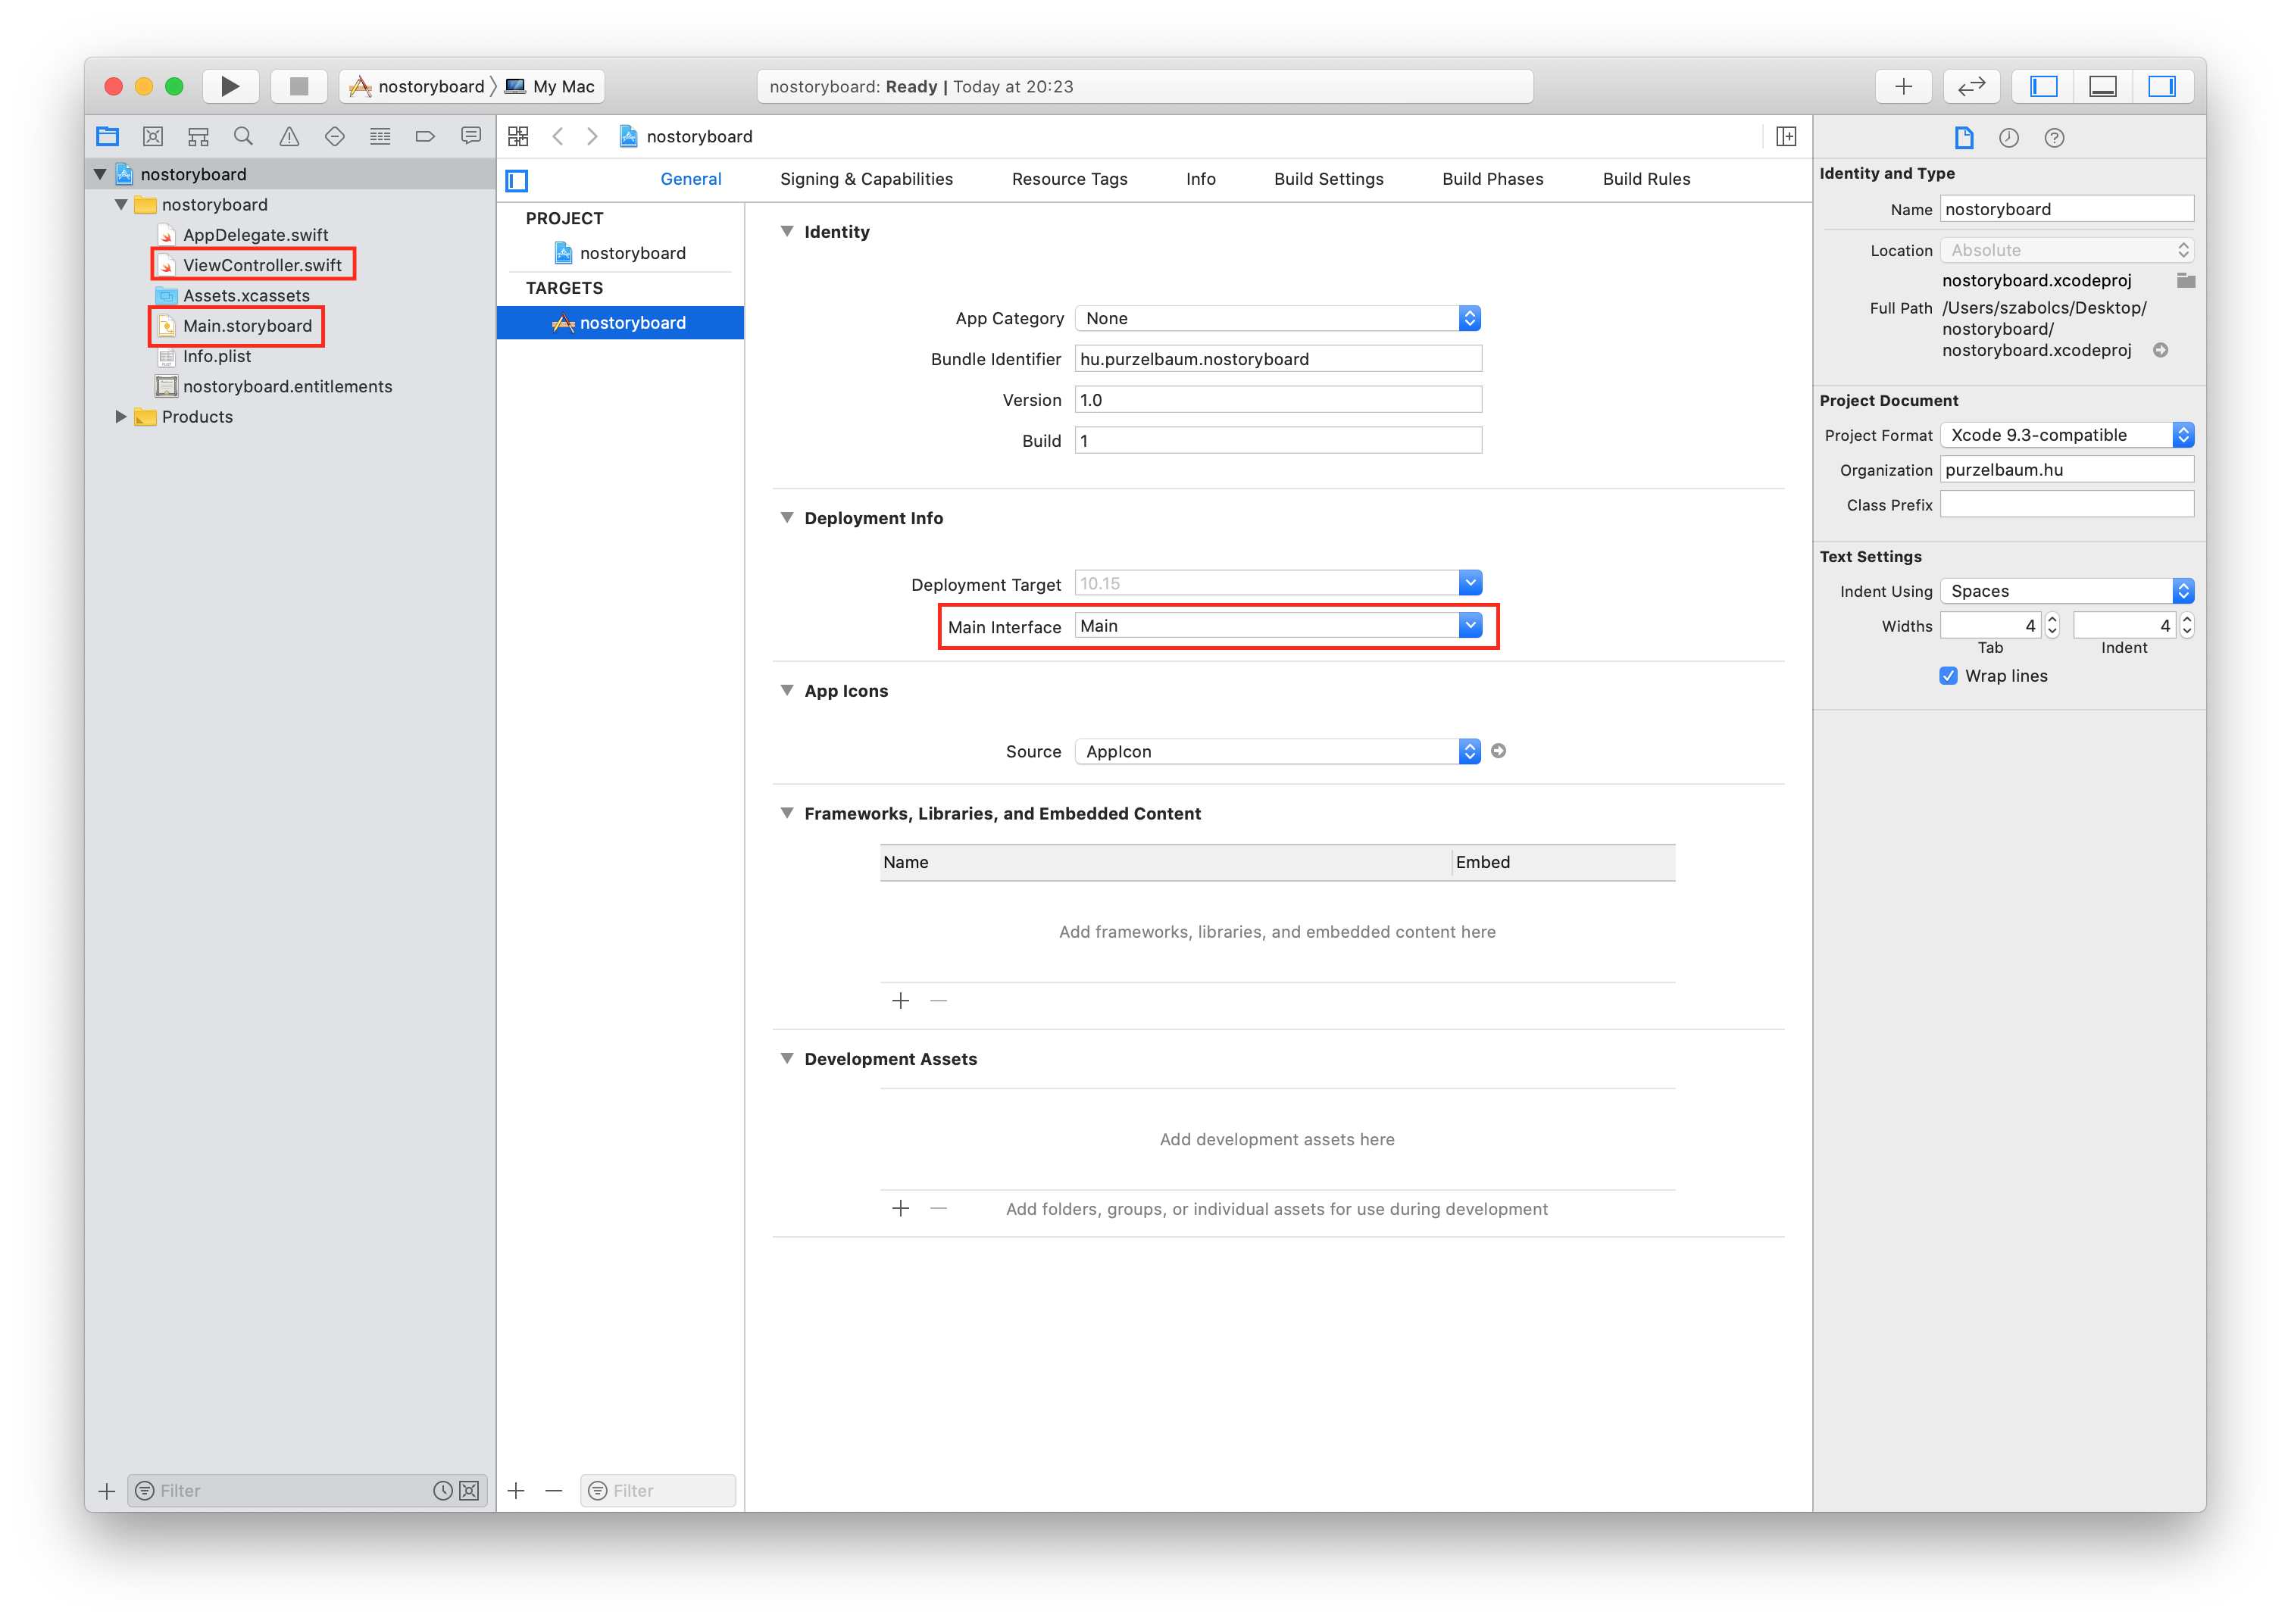 nostoryboard My Mac
nostoryboard: Ready | Today at 20:23
nostoryboard
nostoryboard
AppDelegate.swift
ViewController.swift
Assets.xcassets
Main.storyboard
Info.plist
nostoryboard.entitlements
Products
Filter
nostoryboard
General Signing & Capabilities Resource Tags Info Build Settings Build Phases Build Rules
PROJECT
nostoryboard
TARGETS
nostoryboard
Filter
Identity
App Category None
Bundle Identifier hu.purzelbaum.nostoryboard
Version 1.0
Build 1
Deployment Info
Deployment Target 10.15
Main Interface Main
App Icons
Source AppIcon
Frameworks, Libraries, and Embedded Content
Name Embed
Add frameworks, libraries, and embedded content here
Development Assets
Add development assets here
Add folders, groups, or individual assets for use during development
Identity and Type
Name nostoryboard
Location Absolute
nostoryboard.xcodeproj
Full Path /Users/szabolcs/Desktop/
nostoryboard/
nostoryboard.xcodeproj
Project Document
Project Format Xcode 9.3-compatible
Organization purzelbaum.hu
Class Prefix
Text Settings
Indent Using Spaces
Widths 4 4
Tab Indent
Wrap lines